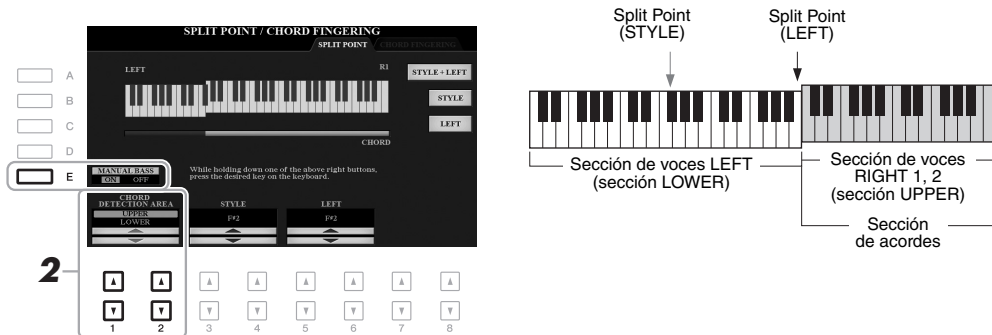 SPLIT POINT / CHORD FINGERING
SPLIT POINT
CHORD FINGERING
LEFT
R1
STYLE + LEFT
STYLE
LEFT
CHORD
A
B
C
D
E
MANUAL BASS
ON OFF
While holding down one of the above right buttons,
press the desired key on the keyboard.
CHORD
DETECTION AREA
UPPER
LOWER
STYLE
F#2
LEFT
F#2
2
1 2 3 4 5 6 7 8
Split Point
(STYLE)
Split Point
(LEFT)
Sección de voces LEFT
(sección LOWER)
Sección de voces
RIGHT 1, 2
(sección UPPER)
Sección
de acordes